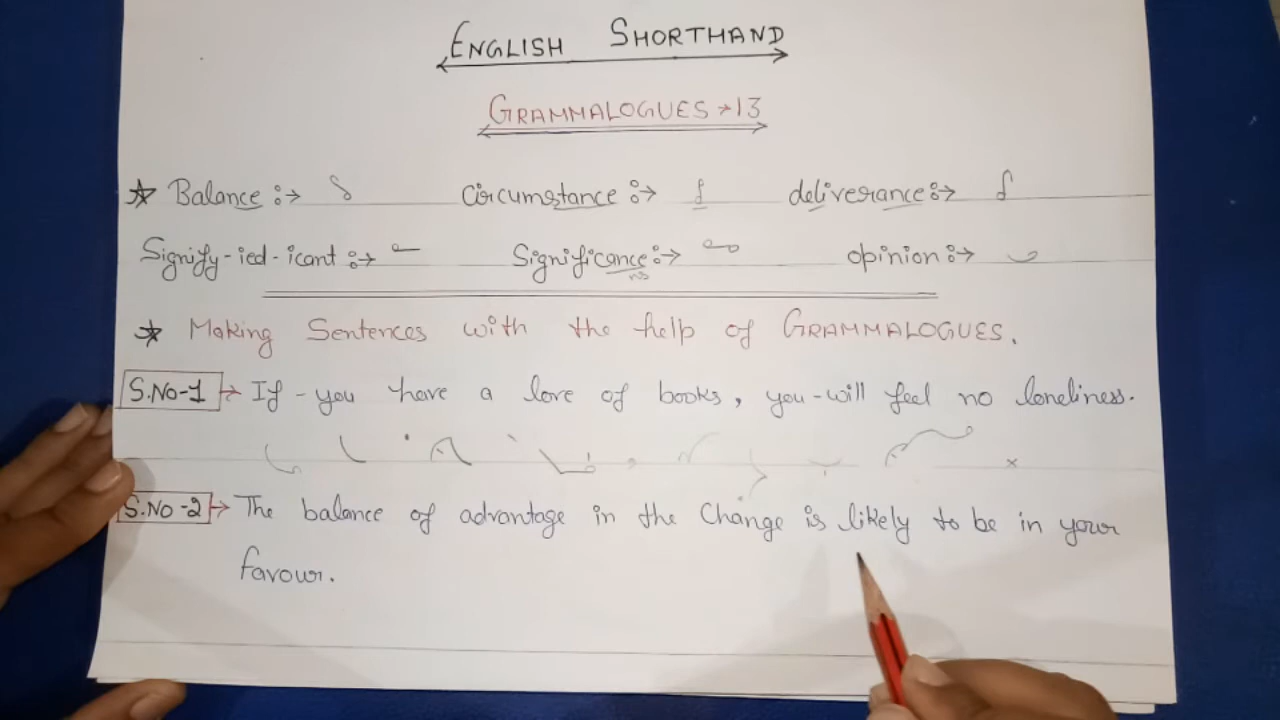 ENGLISH SHORTHAND
GRAMMALOGUES → 13
★ Balance :→ Circumstance :→ deliverance :→
Signify-ied-icant :→ Significance :→ opinion :→
ns
★ Making Sentences with the help of GRAMMALOGUES.
S.NO-1 → If-you have a love of books, you-will feel no loneliness.
S.NO-2 → The balance of advantage in the Change is likely to be in your
favour.